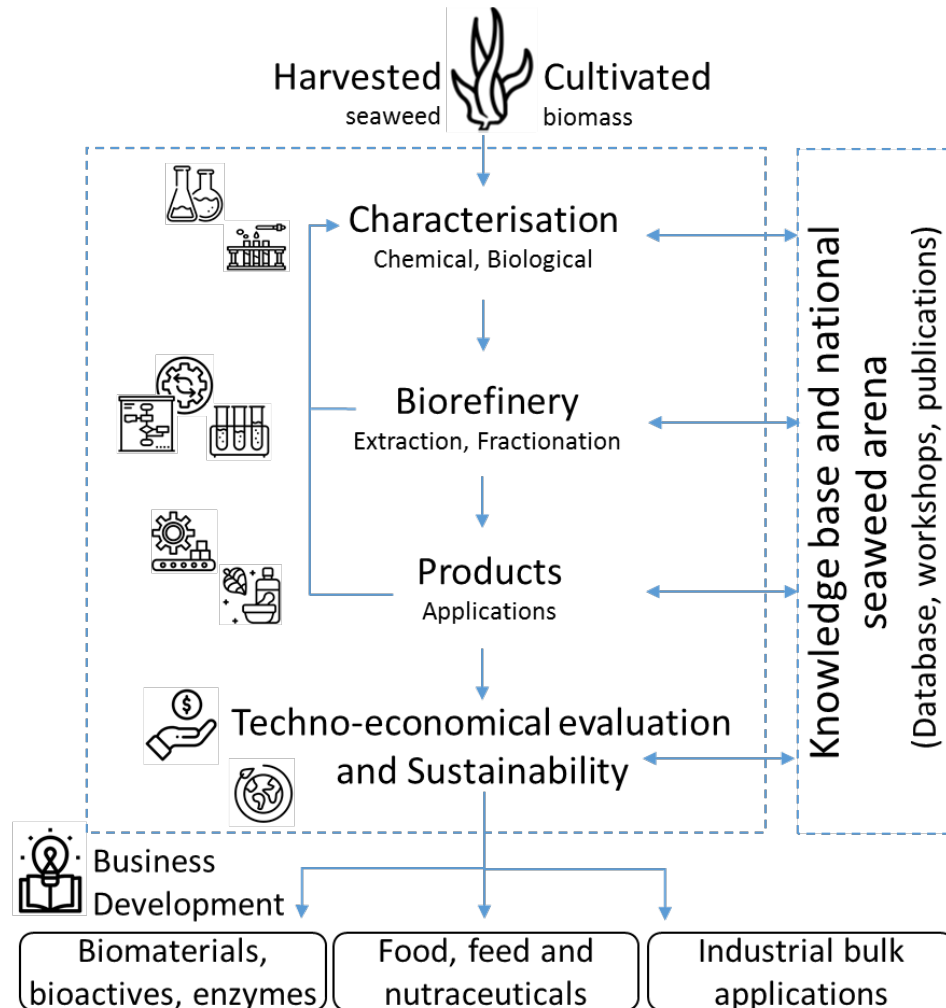 Harvested
seaweed
Cultivated
biomass
Characterisation
Chemical, Biological
Biorefinery
Extraction, Fractionation
Products
Applications
$
Techno-economical evaluation
and Sustainability
Knowledge base and national
seaweed arena
(Database, workshops, publications)
Business
Development
Biomaterials,
bioactives, enzymes
Food, feed and
nutraceuticals
Industrial bulk
applications